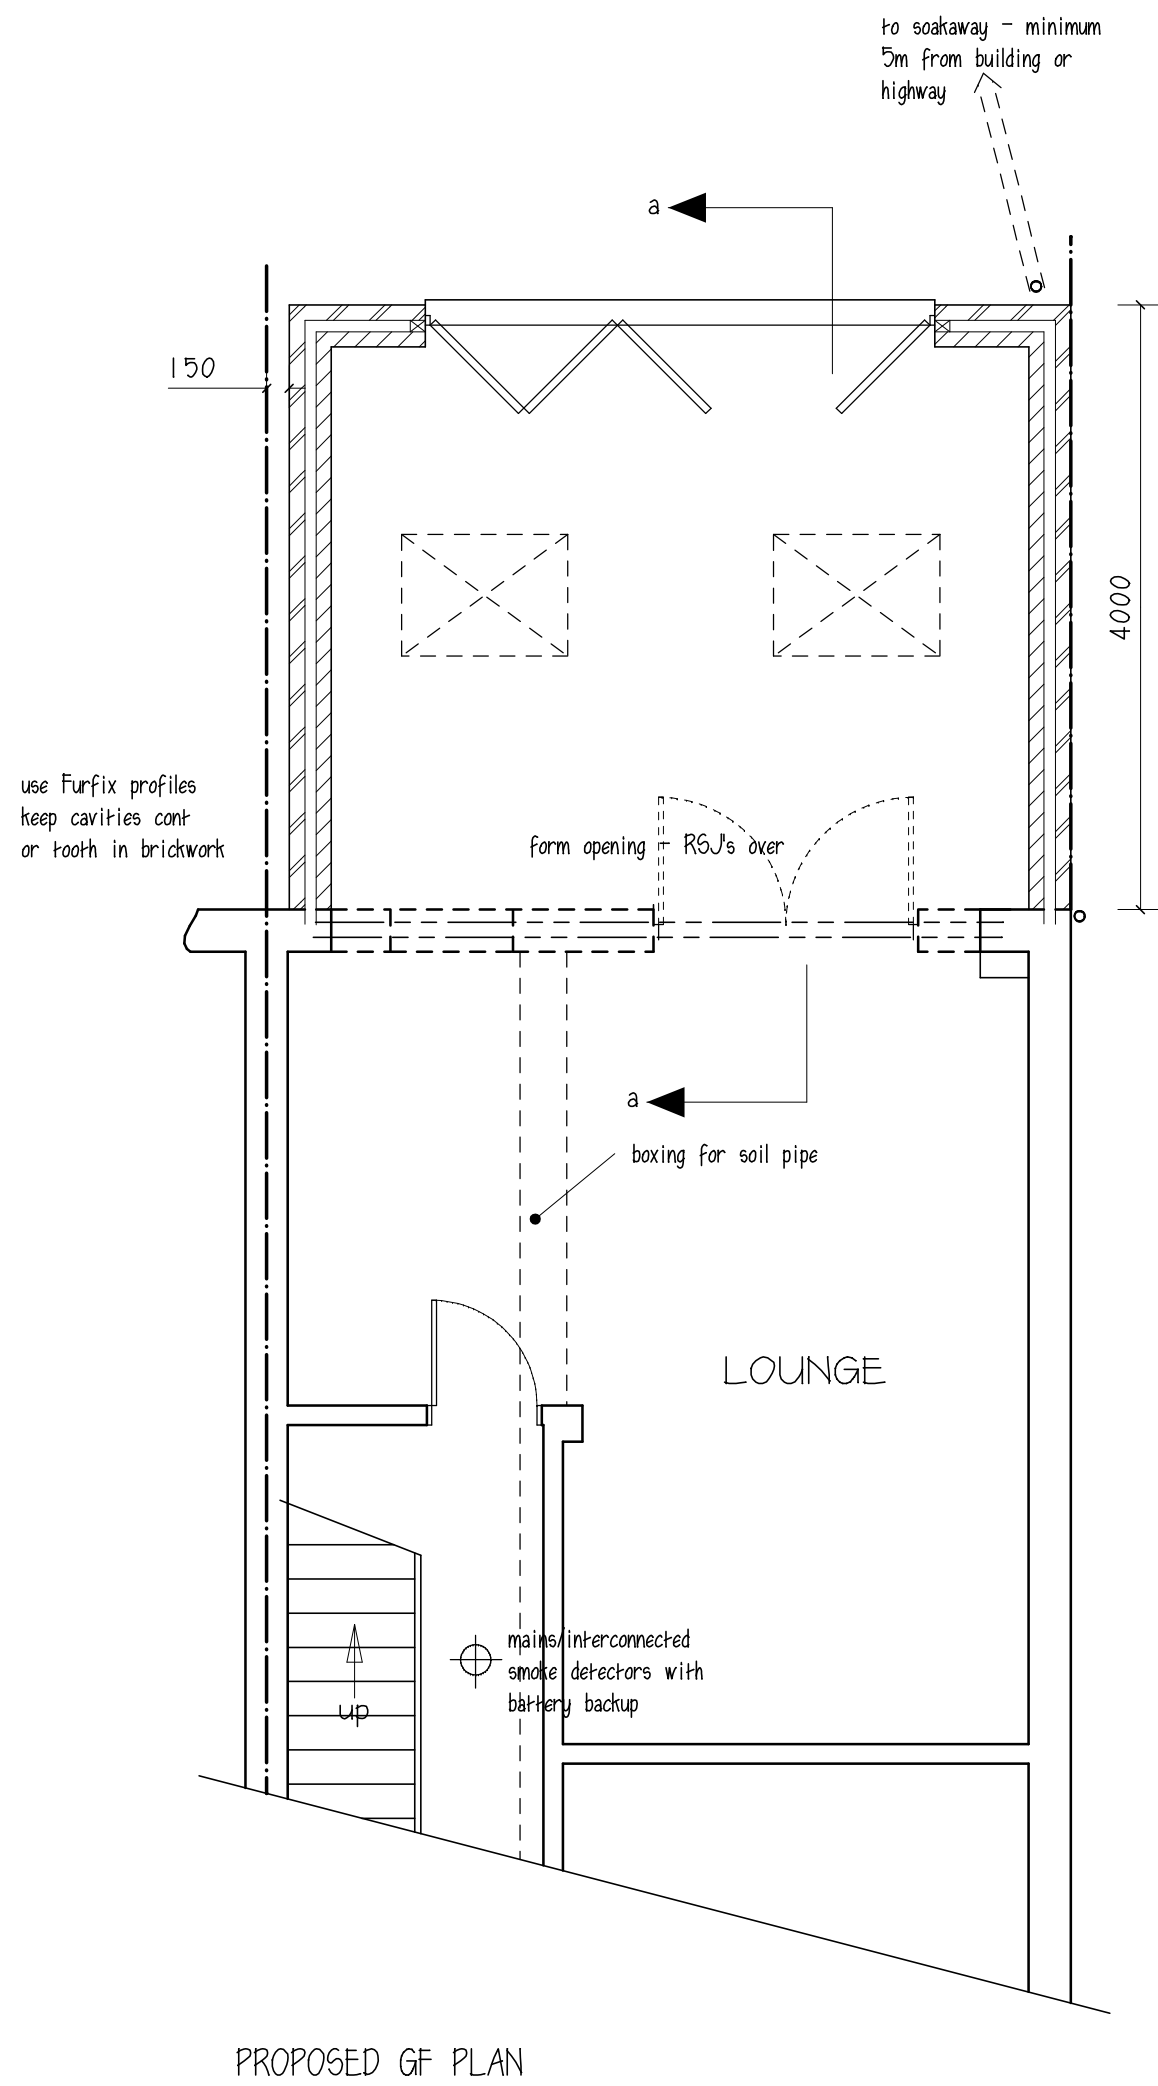 to soakaway - minimum
5m from building or
highway
a
150
4000
use Furfix profiles
keep cavities cont
or tooth in brickwork
form opening - RSJ's over
a
boxing for soil pipe
LOUNGE
mains/interconnected
smoke detectors with
battery backup
up
PROPOSED GF PLAN